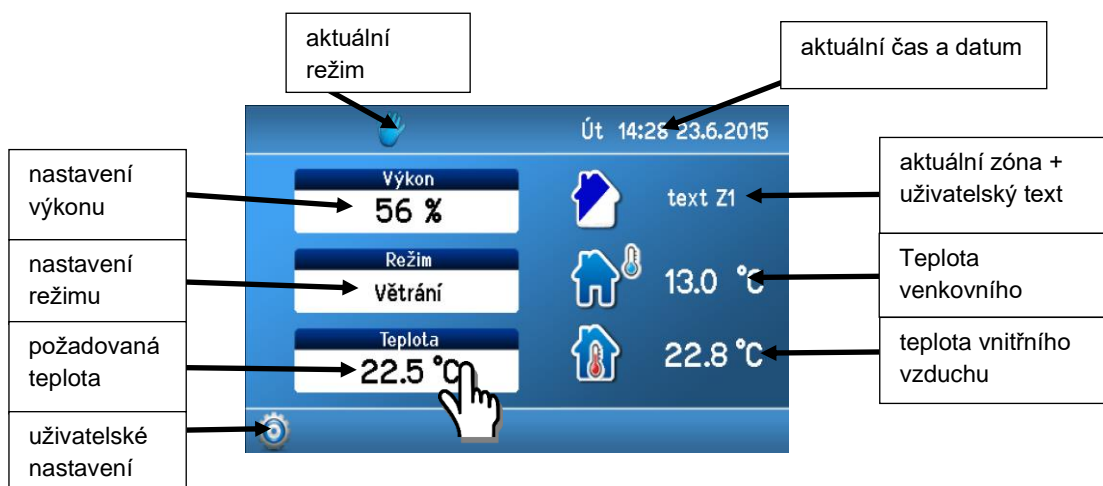 aktuální
režim
aktuální čas a datum
Út 14:28 23.6.2015
nastavení
výkonu
Výkon
56 %
text Z1
aktuální zóna +
uživatelský text
nastavení
režimu
Režim
Větrání
13.0 °C
Teplota
venkovního
požadovaná
teplota
Teplota
22.5 °C
22.8 °C
teplota vnitřního
vzduchu
uživatelské
nastavení